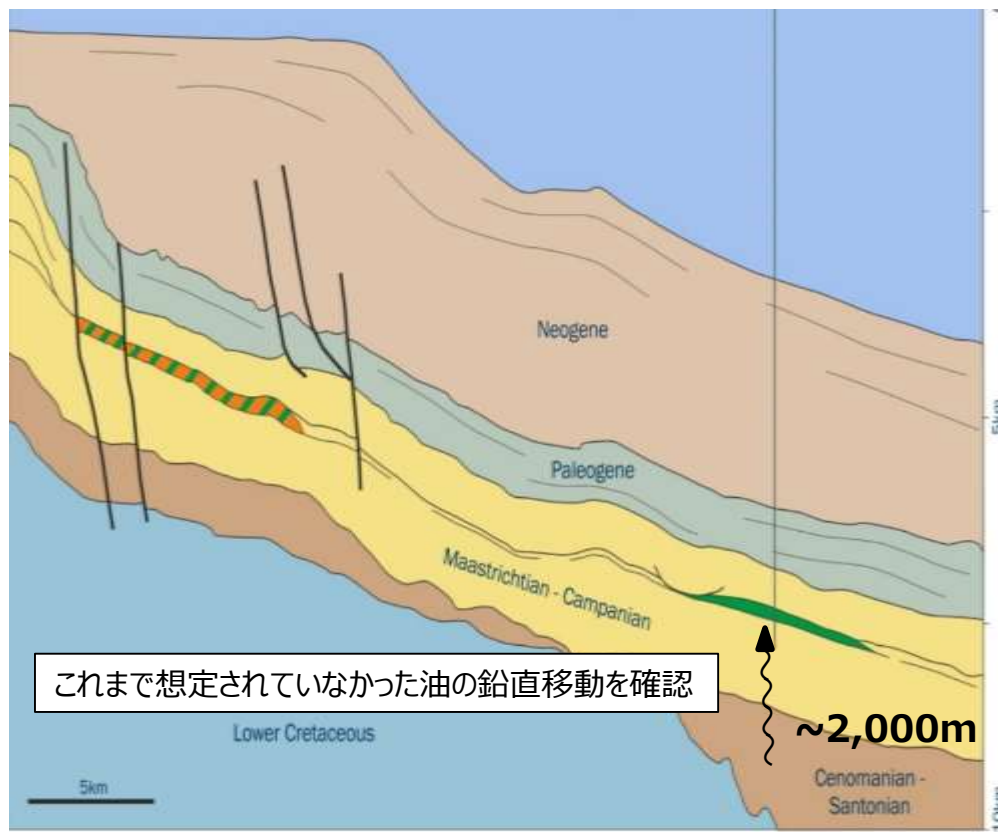 Neogene
5km
Paleogene
Maastrichtian - Campanian
これまで想定されていなかった油の鉛直移動を確認
~2,000m
Lower Cretaceous
Cenomanian -
Santonian
5km